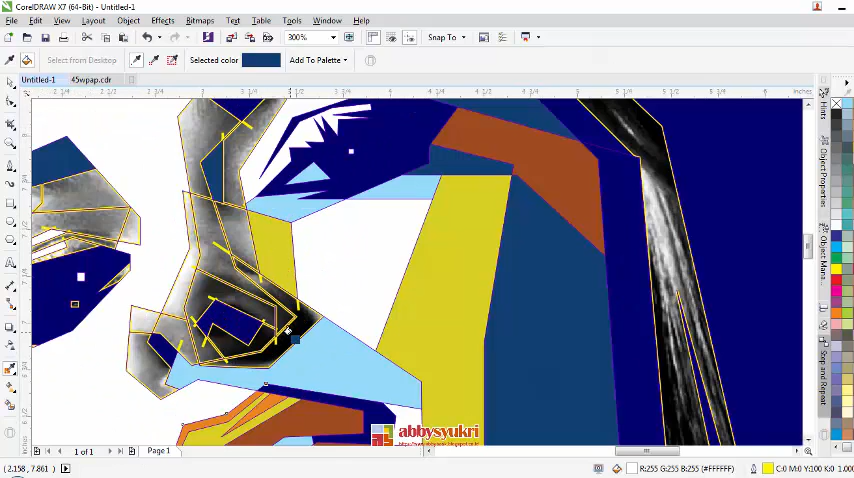 CorelDRAW X7 (64-Bit) - Untitled-1
File Edit View Layout Object Effects Bitmaps Text Table Tools Window Help
300% Snap To
Select from Desktop Selected color Add To Palette
Untitled-1 45wpap.cdr
inches
Hints
Object Properties
Object Mana...
Step and Repeat
abbysyukri
1 of 1 Page 1
(2.158, 7.861) R:255 G:255 B:255 (#FFFFFF) C:0 M:0 Y:100 K:0 1.000